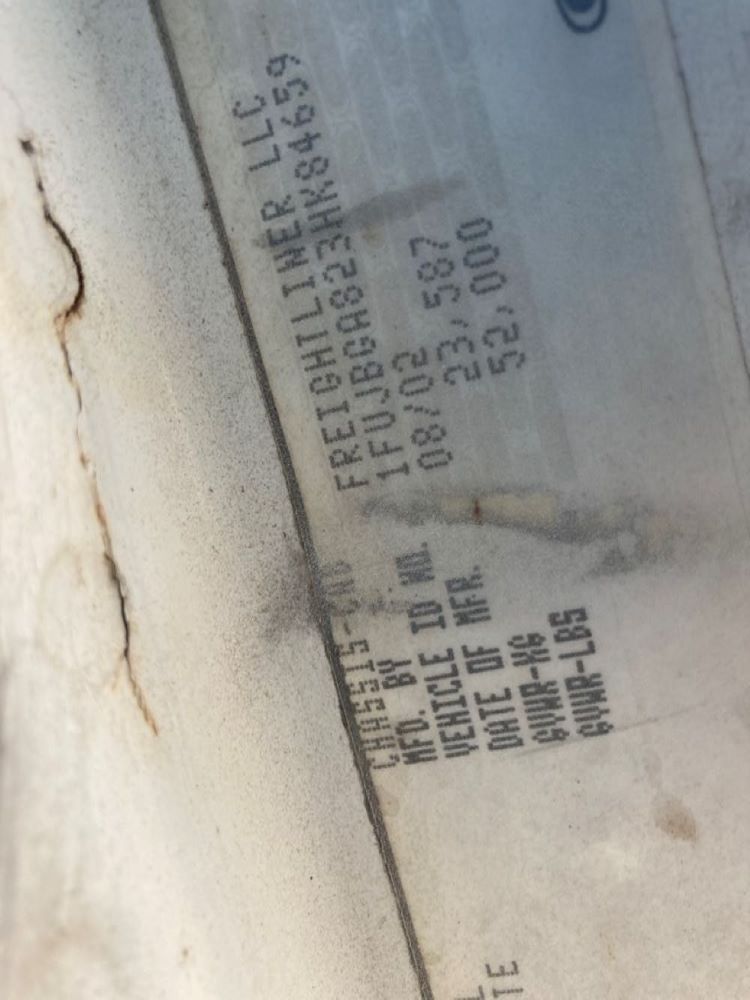 CHASSIS-CAB
MFD. BY FREIGHTLINER LLC
VEHICLE ID NO. 1FUJBGA823HK84659
DATE OF MFR. 08/02
GVWR-KG 23,587
GVWR-LBS 52,000